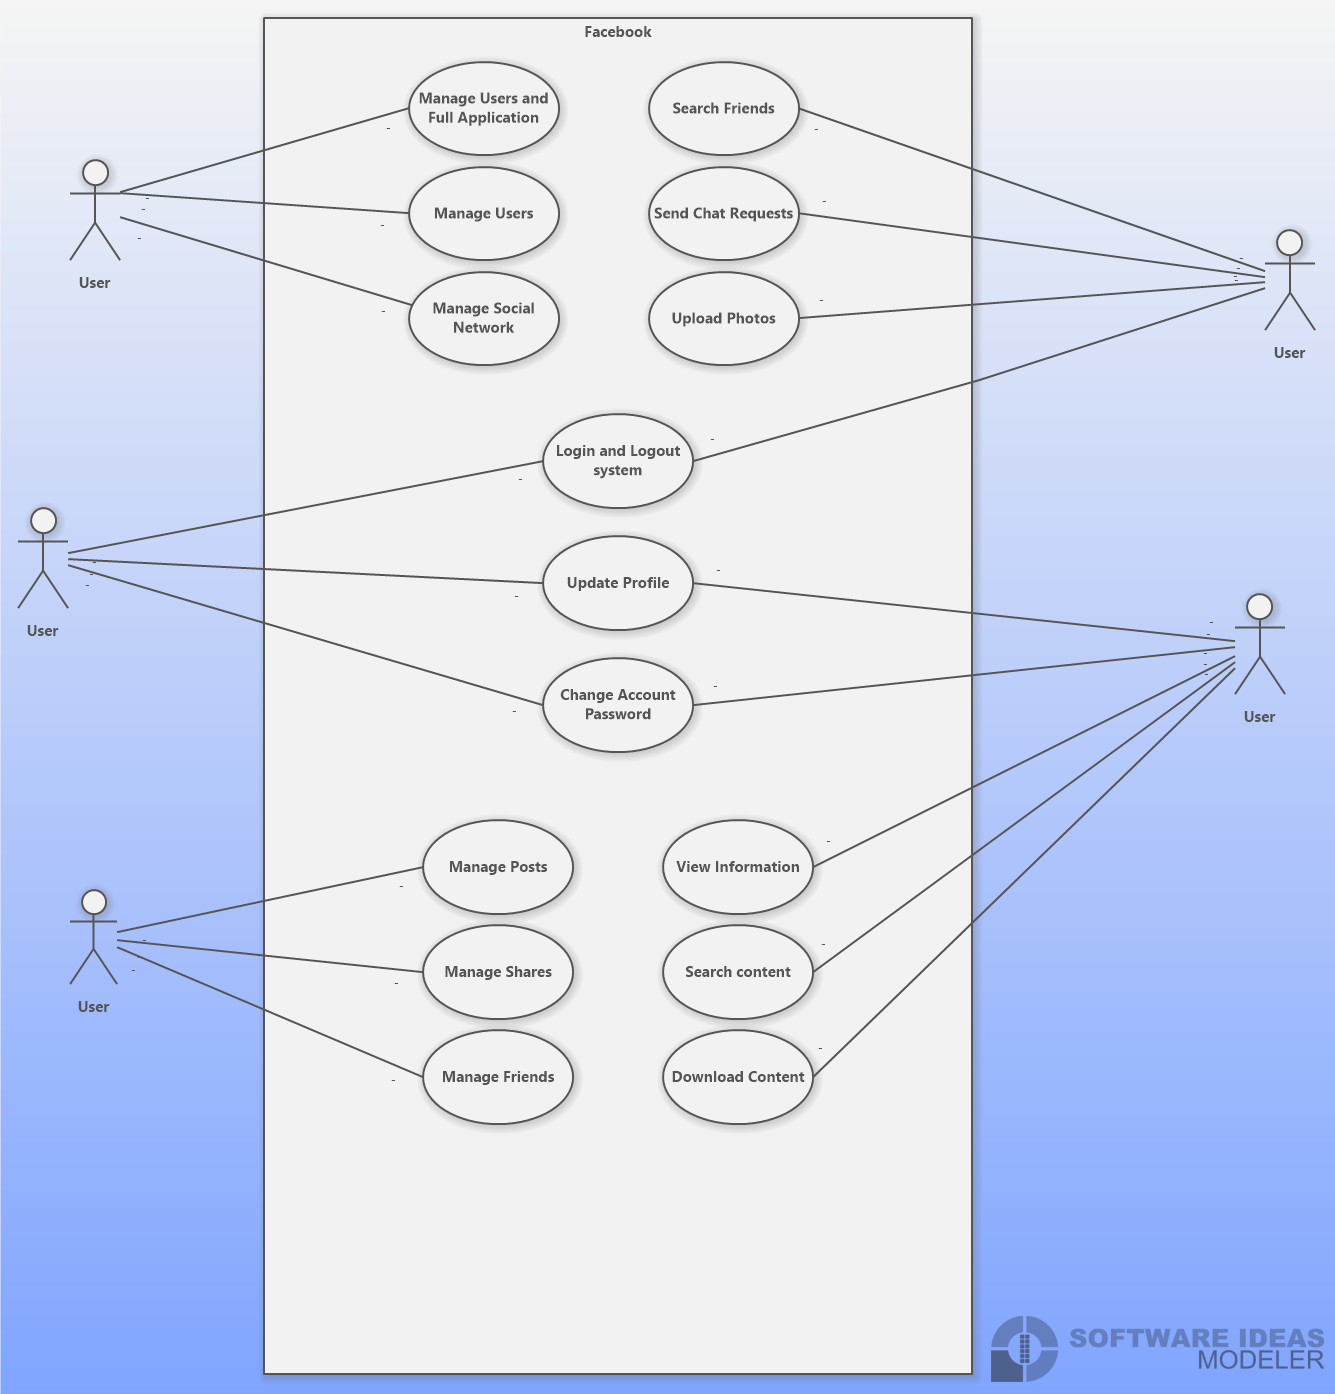 Facebook
Manage Users and
Full Application
Search Friends
Manage Users
Send Chat Requests
User
Manage Social
Network
Upload Photos
User
Login and Logout
system
Update Profile
User
Change Account
Password
User
Manage Posts
View Information
Manage Shares
Search content
User
Manage Friends
Download Content
SOFTWARE IDEAS
MODELER